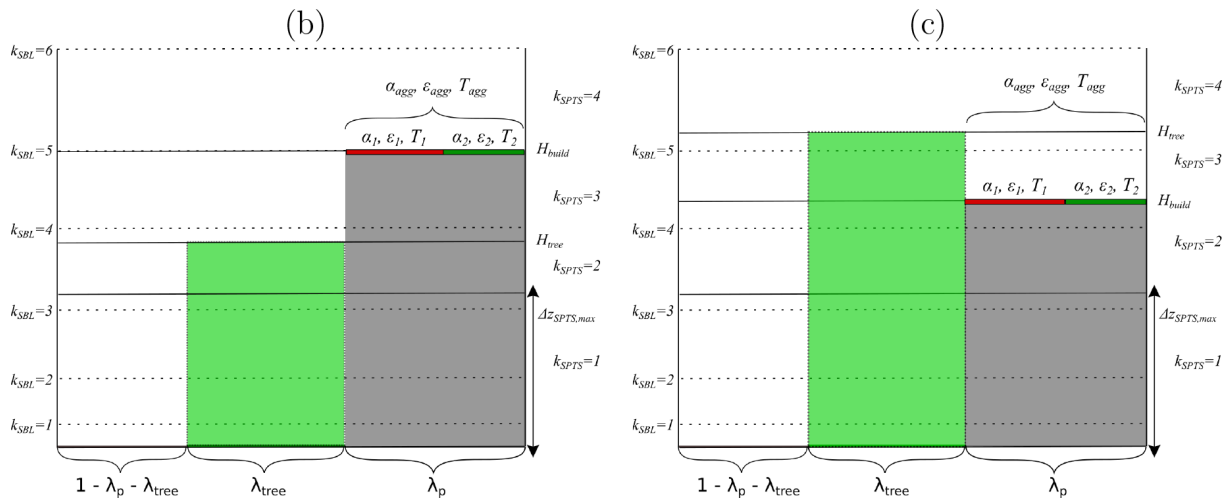 (b)
k_SBL=6
α_agg, ε_agg, T_agg
k_SPTS=4
k_SBL=5
α_1, ε_1, T_1
α_2, ε_2, T_2
H_build
k_SPTS=3
k_SBL=4
H_tree
k_SPTS=2
k_SBL=3
Δz_SPTS,max
k_SPTS=1
k_SBL=2
k_SBL=1
1 - λ_p - λ_tree
λ_tree
λ_p
(c)
k_SBL=6
α_agg, ε_agg, T_agg
k_SPTS=4
H_tree
k_SBL=5
k_SPTS=3
α_1, ε_1, T_1
α_2, ε_2, T_2
H_build
k_SBL=4
k_SPTS=2
k_SBL=3
Δz_SPTS,max
k_SPTS=1
k_SBL=2
k_SBL=1
1 - λ_p - λ_tree
λ_tree
λ_p